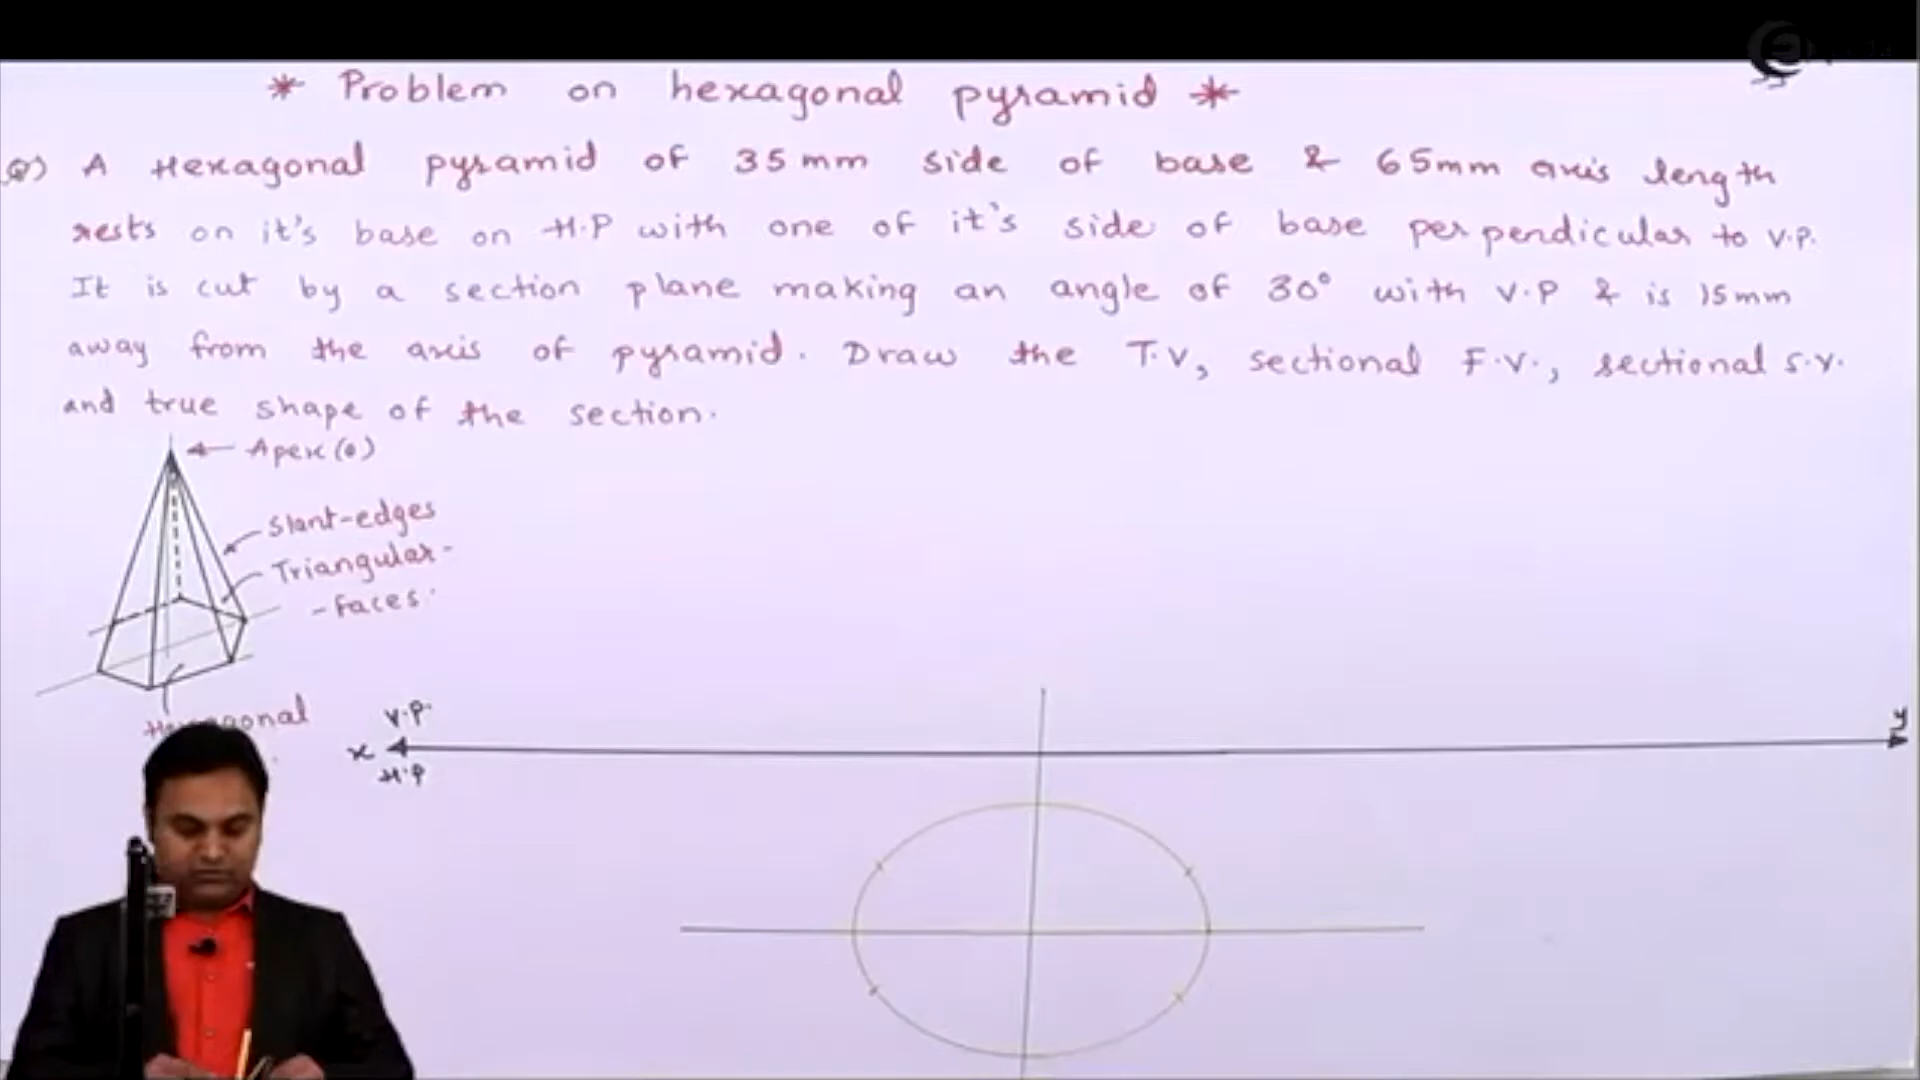 * Problem on hexagonal pyramid *
Q) A Hexagonal pyramid of 35mm side of base & 65mm axis length
rests on it's base on H.P with one of it's side of base perpendicular to V.P.
It is cut by a section plane making an angle of 30° with V.P & is 15mm
away from the axis of pyramid. Draw the T.V, sectional F.V., sectional S.V.
and true shape of the section.
Apex (o)
Slant-edges
Triangular-
-faces.
V.P.
X
H.P
Y